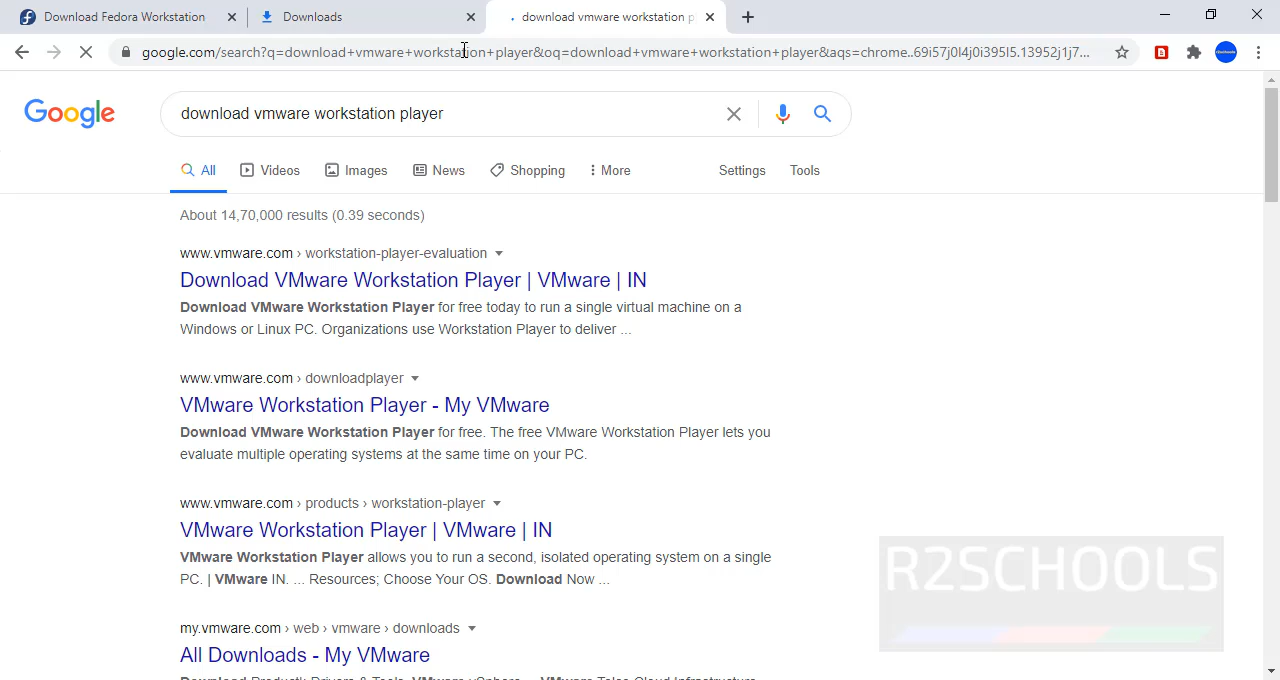 Download Fedora Workstation
Downloads
download vmware workstation p
google.com/search?q=download+vmware+workstation+player&oq=download+vmware+workstation+player&aqs=chrome..69i57j0l4j0i395l5.13952j1j7...
Google
download vmware workstation player
All Videos Images News Shopping More Settings Tools
About 14,70,000 results (0.39 seconds)
www.vmware.com › workstation-player-evaluation
Download VMware Workstation Player | VMware | IN
Download VMware Workstation Player for free today to run a single virtual machine on a
Windows or Linux PC. Organizations use Workstation Player to deliver ...
www.vmware.com › downloadplayer
VMware Workstation Player - My VMware
Download VMware Workstation Player for free. The free VMware Workstation Player lets you
evaluate multiple operating systems at the same time on your PC.
www.vmware.com › products › workstation-player
VMware Workstation Player | VMware | IN
VMware Workstation Player allows you to run a second, isolated operating system on a single
PC. | VMware IN. ... Resources; Choose Your OS. Download Now ...
my.vmware.com › web › vmware › downloads
All Downloads - My VMware
R2SCHOOLS